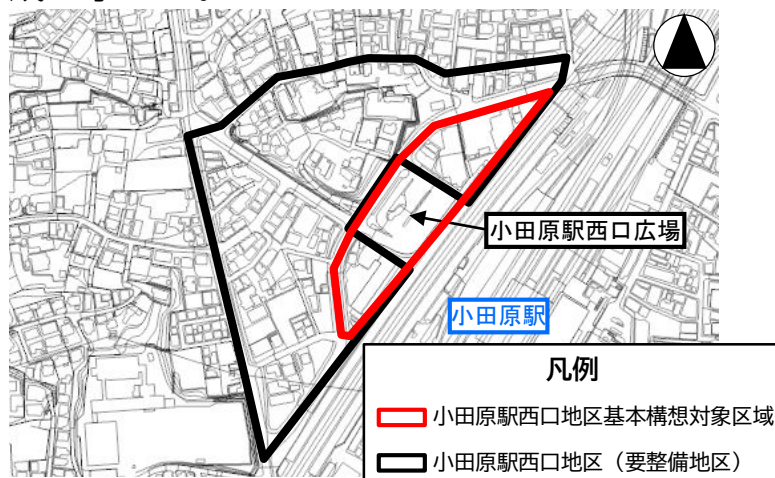 小田原駅西口広場
小田原駅
凡例
小田原駅西口地区基本構想対象区域
小田原駅西口地区（要整備地区）